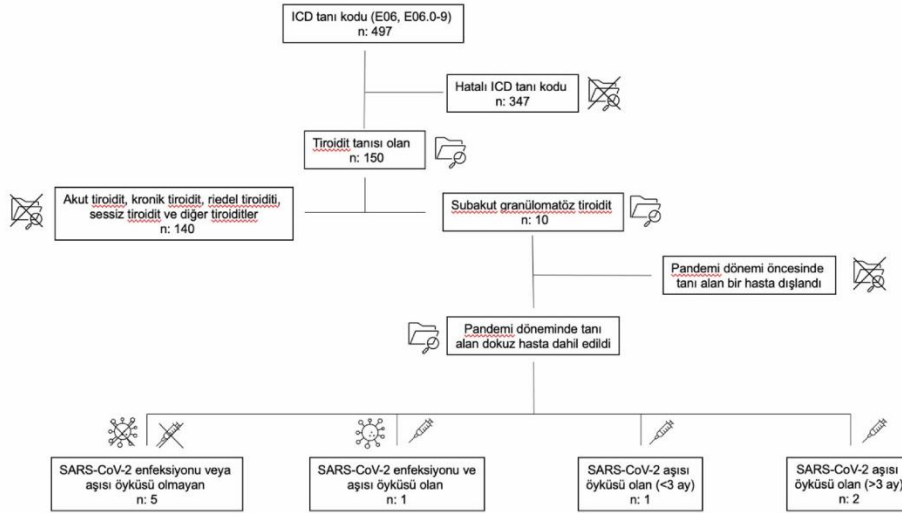 ICD tanı kodu (E06, E06.0-9)
n: 497
Hatalı ICD tanı kodu
n: 347
Tiroidit tanısı olan
n: 150
Akut tiroidit, kronik tiroidit, riedel tiroiditi,
sessiz tiroidit ve diğer tiroiditler
n: 140
Subakut granülomatöz tiroidit
n: 10
Pandemi dönemi öncesinde
tanı alan bir hasta dışlandı
Pandemi döneminde tanı
alan dokuz hasta dahil edildi
SARS-CoV-2 enfeksiyonu veya
aşısı öyküsü olmayan
n: 5
SARS-CoV-2 enfeksiyonu ve
aşısı öyküsü olan
n: 1
SARS-CoV-2 aşısı
öyküsü olan (<3 ay)
n: 1
SARS-CoV-2 aşısı
öyküsü olan (>3 ay)
n: 2